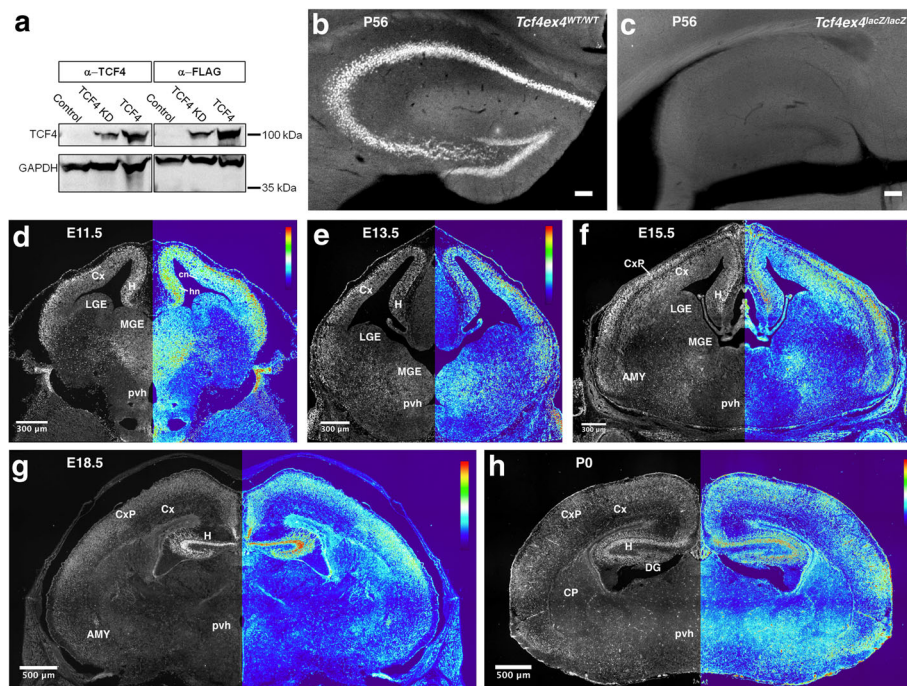 a
α–TCF4 α–FLAG
Control TCF4 KD TCF4 Control TCF4 KD TCF4
TCF4 100 kDa
GAPDH
35 kDa
b P56 Tcf4ex4WT/WT
c P56 Tcf4ex4lacZ/lacZ
d E11.5
Cx
cne
H hn
LGE
MGE
pvh
300 µm
e E13.5
Cx
H
LGE
MGE
pvh
300 µm
f E15.5
CxP
Cx
H
LGE
MGE
AMY
pvh
300 µm
g E18.5
CxP Cx
H
AMY
pvh
500 µm
h P0
CxP Cx
H
DG
CP
pvh
500 µm